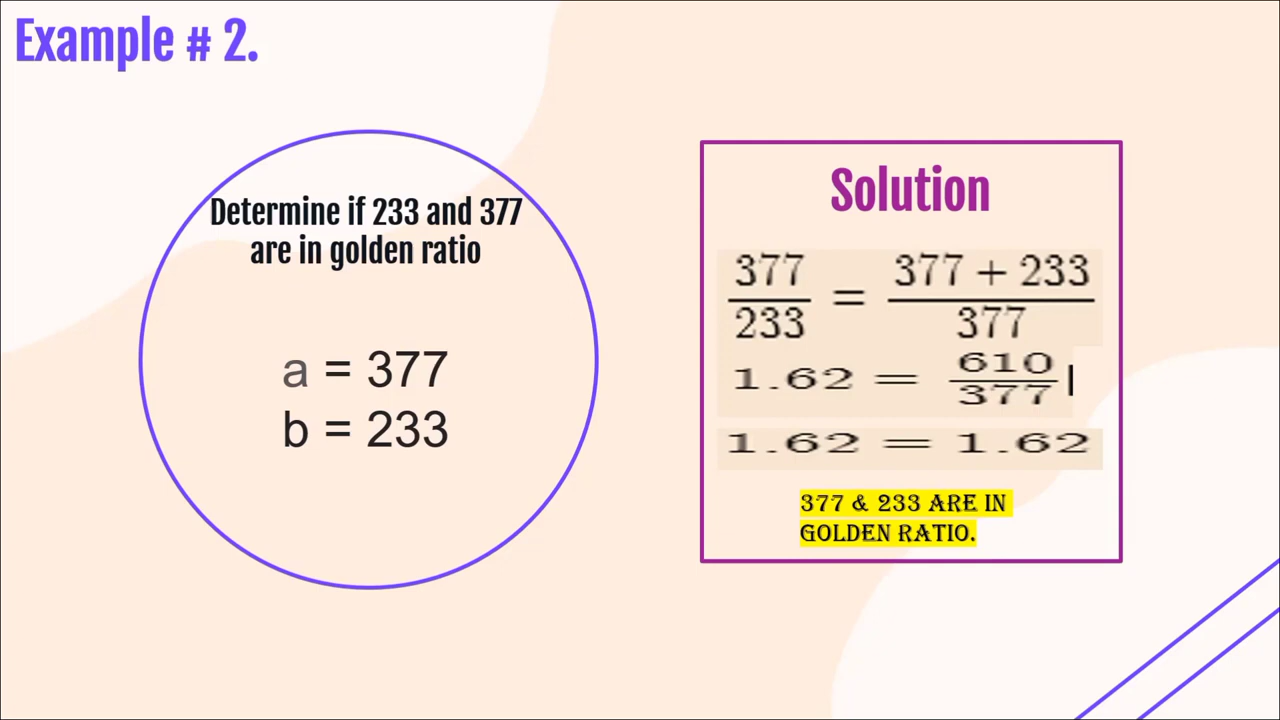 Example # 2.
Determine if 233 and 377
are in golden ratio
a = 377
b = 233
Solution
377/233 = (377 + 233)/377
1.62 = 610/377
1.62 = 1.62
377 & 233 ARE IN
GOLDEN RATIO.